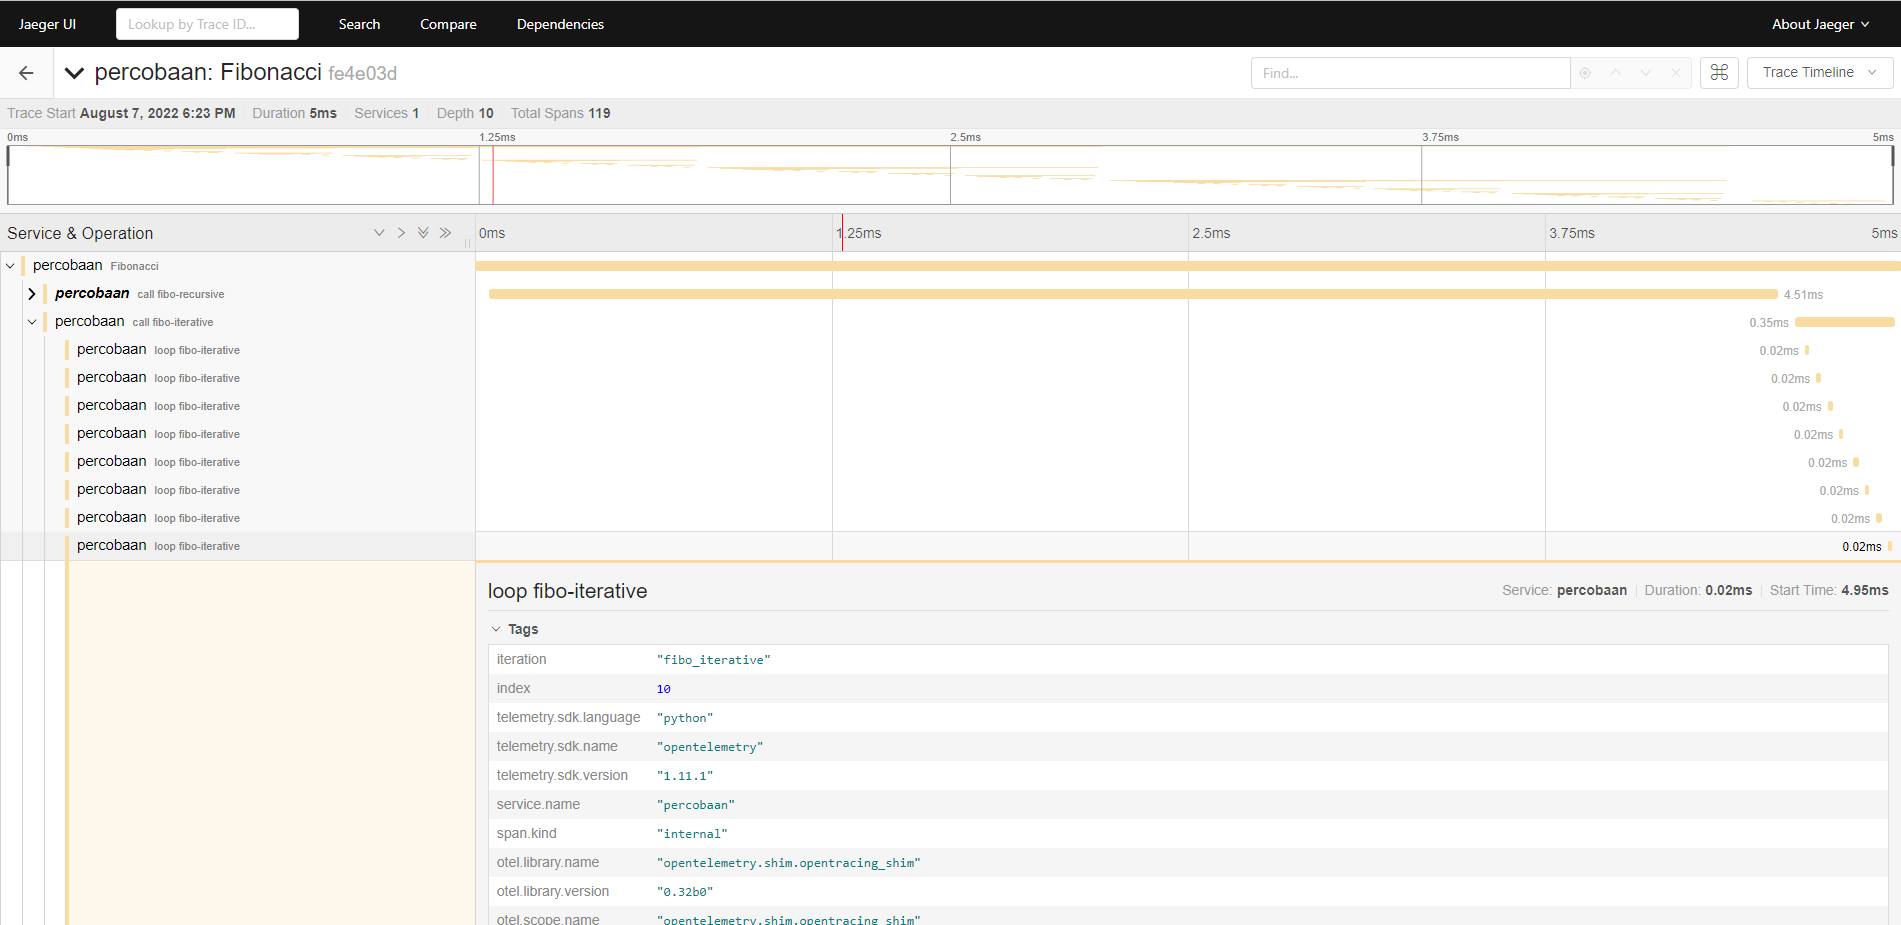 Jaeger UI Lookup by Trace ID... Search Compare Dependencies About Jaeger
percobaan: Fibonacci fe4e03d Find... ⌘ Trace Timeline
Trace Start August 7, 2022 6:23 PM Duration 5ms Services 1 Depth 10 Total Spans 119
0ms 1.25ms 2.5ms 3.75ms 5ms
Service & Operation 0ms 1.25ms 2.5ms 3.75ms 5ms
percobaan Fibonacci
percobaan call fibo-recursive 4.51ms
percobaan call fibo-iterative 0.35ms
percobaan loop fibo-iterative 0.02ms
percobaan loop fibo-iterative 0.02ms
percobaan loop fibo-iterative 0.02ms
percobaan loop fibo-iterative 0.02ms
percobaan loop fibo-iterative 0.02ms
percobaan loop fibo-iterative 0.02ms
percobaan loop fibo-iterative 0.02ms
percobaan loop fibo-iterative 0.02ms
loop fibo-iterative Service: percobaan Duration: 0.02ms Start Time: 4.95ms
Tags
iteration "fibo_iterative"
index 10
telemetry.sdk.language "python"
telemetry.sdk.name "opentelemetry"
telemetry.sdk.version "1.11.1"
service.name "percobaan"
span.kind "internal"
otel.library.name "opentelemetry.shim.opentracing_shim"
otel.library.version "0.32b0"
otel.scope.name "opentelemetry.shim.opentracing_shim"